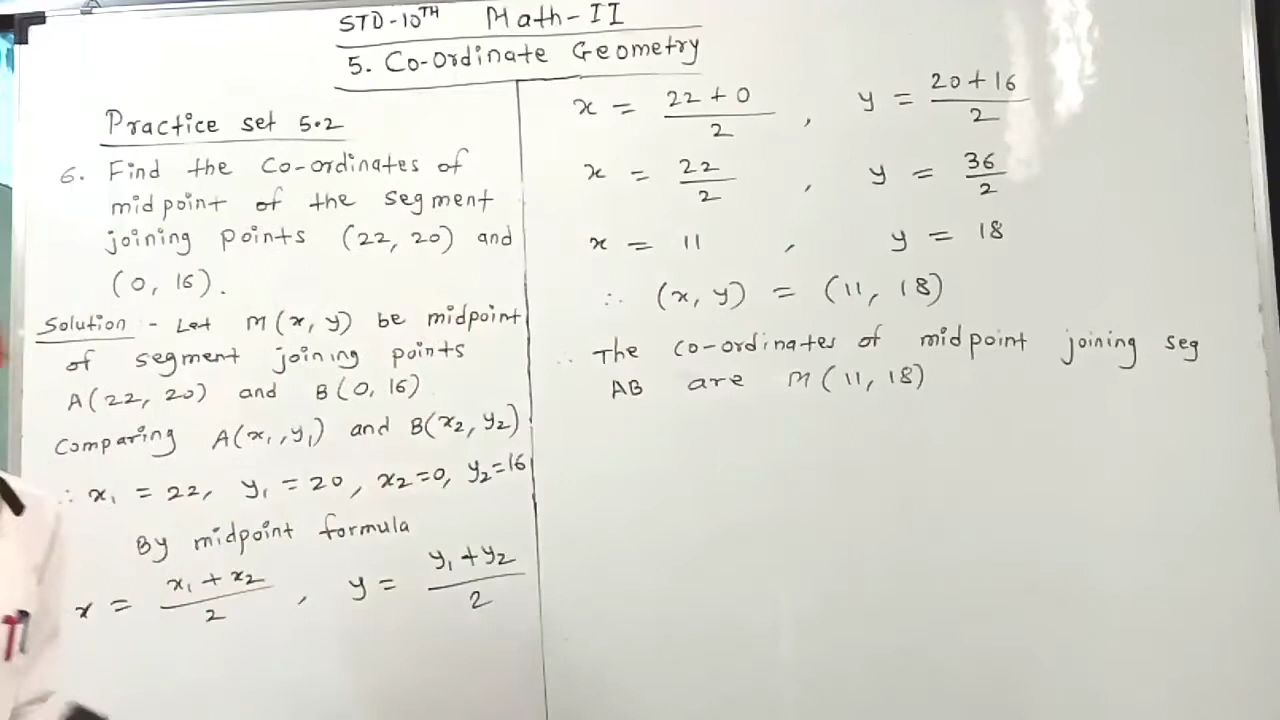 STD-10TH Math-II
5. Co-ordinate Geometry
Practice set 5.2
6. Find the co-ordinates of
midpoint of the segment
joining points (22, 20) and
(0, 16).
Solution - Let M(x, y) be midpoint
of segment joining points
A(22, 20) and B(0, 16)
Comparing A(x₁, y₁) and B(x₂, y₂)
∴ x₁ = 22, y₁ = 20, x₂=0, y₂=16
By midpoint formula
x = (x₁ + x₂)/2 , y = (y₁ + y₂)/2
x = (22 + 0)/2 , y = (20+16)/2
x = 22/2 , y = 36/2
x = 11 , y = 18
∴ (x, y) = (11, 18)
∴ The co-ordinates of midpoint joining seg
AB are M(11, 18)